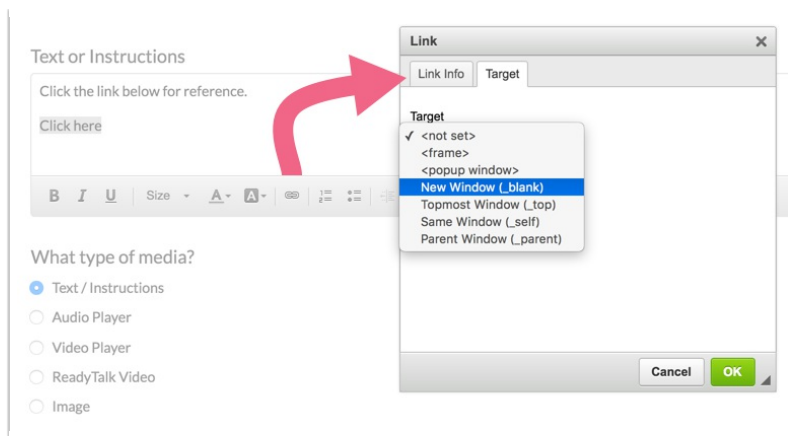 Text or Instructions
Click the link below for reference.
Click here
B I U Size A A
What type of media?
Text / Instructions
Audio Player
Video Player
ReadyTalk Video
Image
Link
Link Info Target
Target
✓ <not set>
<frame>
<popup window>
New Window (_blank)
Topmost Window (_top)
Same Window (_self)
Parent Window (_parent)
Cancel OK